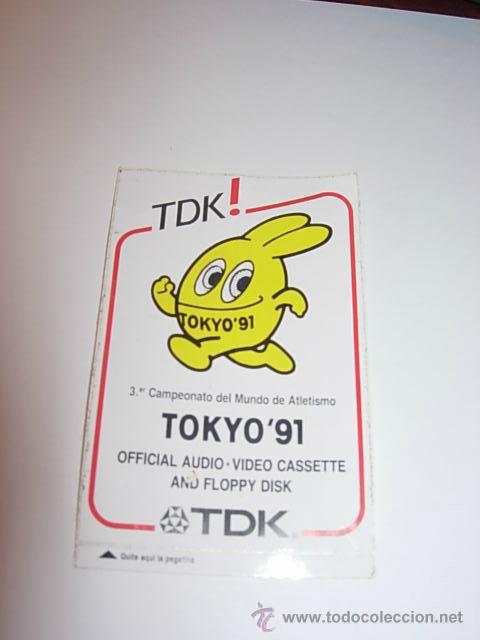 TDK!
TOKYO'91
3.er Campeonato del Mundo de Atletismo
TOKYO'91
OFFICIAL AUDIO·VIDEO CASSETTE
AND FLOPPY DISK
TDK
Quite aquí la pegatina
© todocoleccion
www.todocoleccion.net